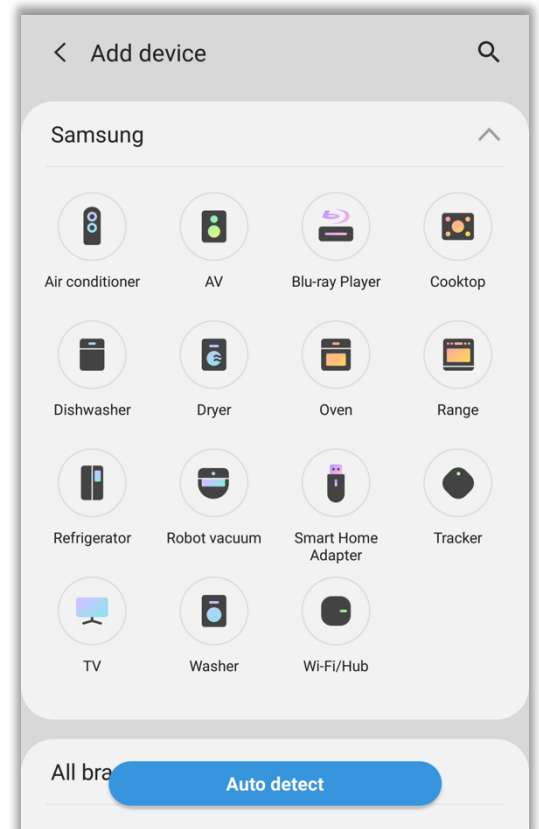 Add device
Samsung
Air conditioner
AV
Blu-ray Player
Cooktop
Dishwasher
Dryer
Oven
Range
Refrigerator
Robot vacuum
Smart Home
Adapter
Tracker
TV
Washer
Wi-Fi/Hub
All
Auto detect